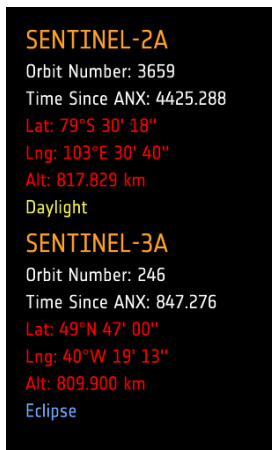 SENTINEL-2A
Orbit Number: 3659
Time Since ANX: 4425.288
Lat: 79°S 30' 18''
Lng: 103°E 30' 40''
Alt: 817.829 km
Daylight
SENTINEL-3A
Orbit Number: 246
Time Since ANX: 847.276
Lat: 49°N 47' 00''
Lng: 40°W 19' 13''
Alt: 809.900 km
Eclipse